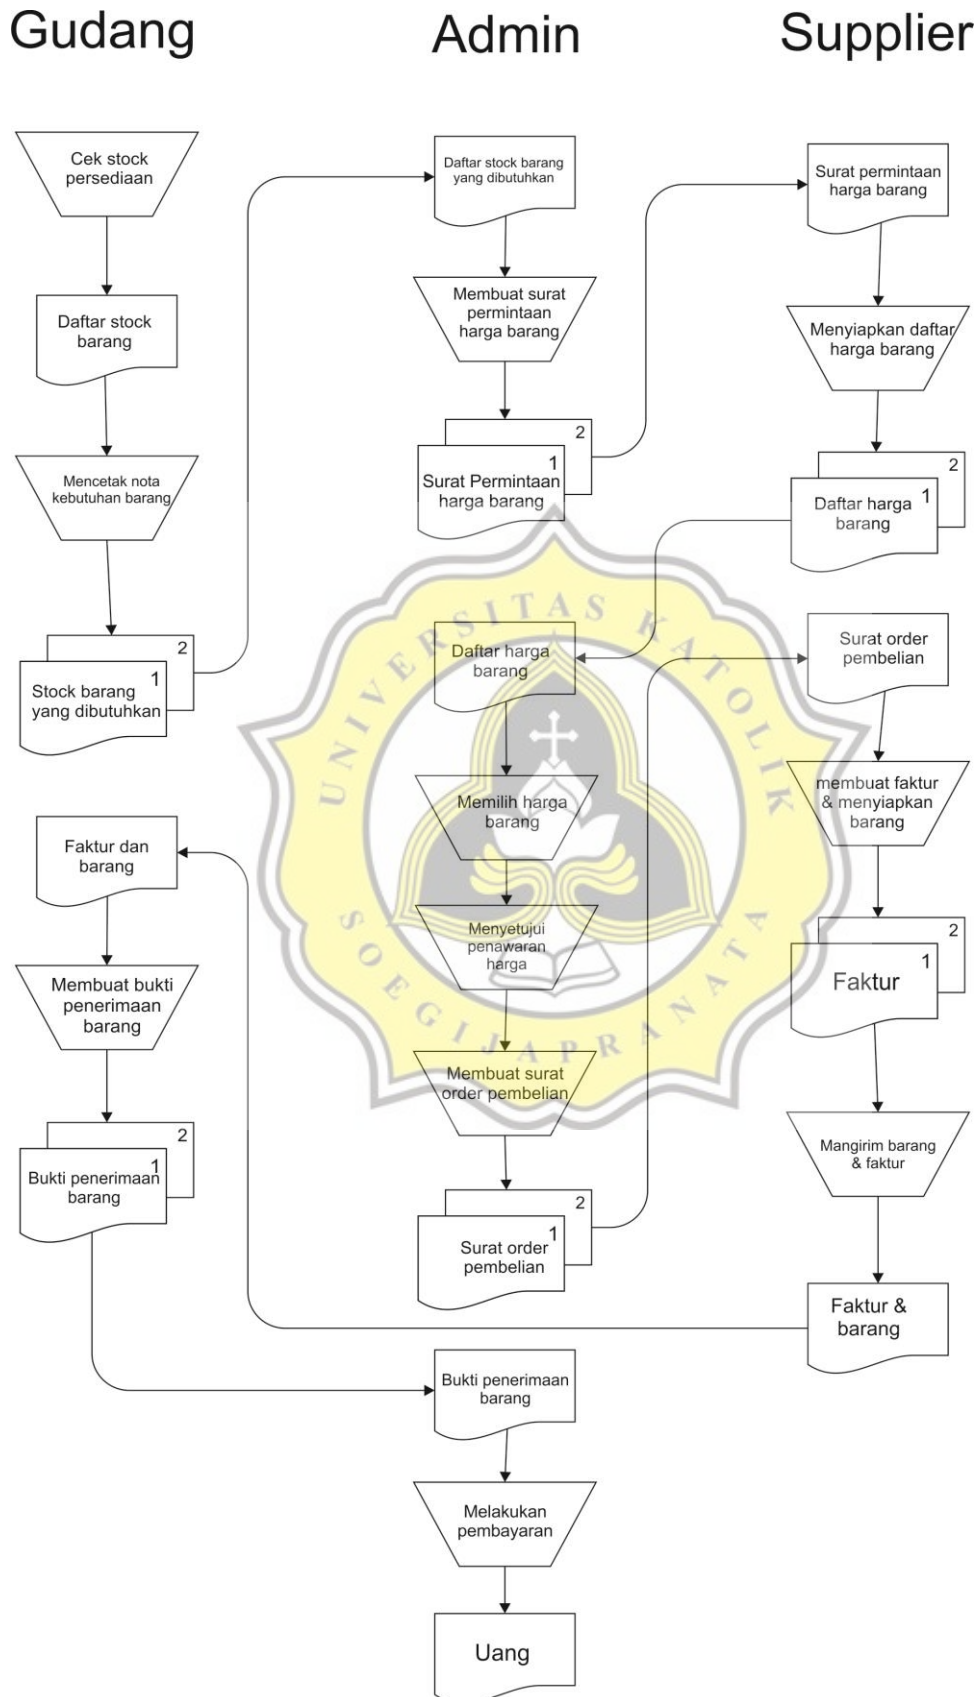 Gudang
Admin
Supplier
Cek stock
persediaan
Daftar stock
barang
Mencetak nota
kebutuhan barang
2
1
Stock barang
yang dibutuhkan
Faktur dan
barang
Membuat bukti
penerimaan
barang
2
1
Bukti penerimaan
barang
Daftar stock barang
yang dibutuhkan
Membuat surat
permintaan
harga barang
2
1
Surat Permintaan
harga barang
Daftar harga
barang
Memilih harga
barang
Menyetujui
penawaran
harga
Membuat surat
order pembelian
2
1
Surat order
pembelian
Bukti penerimaan
barang
Melakukan
pembayaran
Uang
Surat permintaan
harga barang
Menyiapkan daftar
harga barang
2
1
Daftar harga
barang
Surat order
pembelian
membuat faktur
& menyiapkan
barang
2
1
Faktur
Mangirim barang
& faktur
Faktur &
barang
UNIVERSITAS KATOLIK
SOEGIJAPRANATA